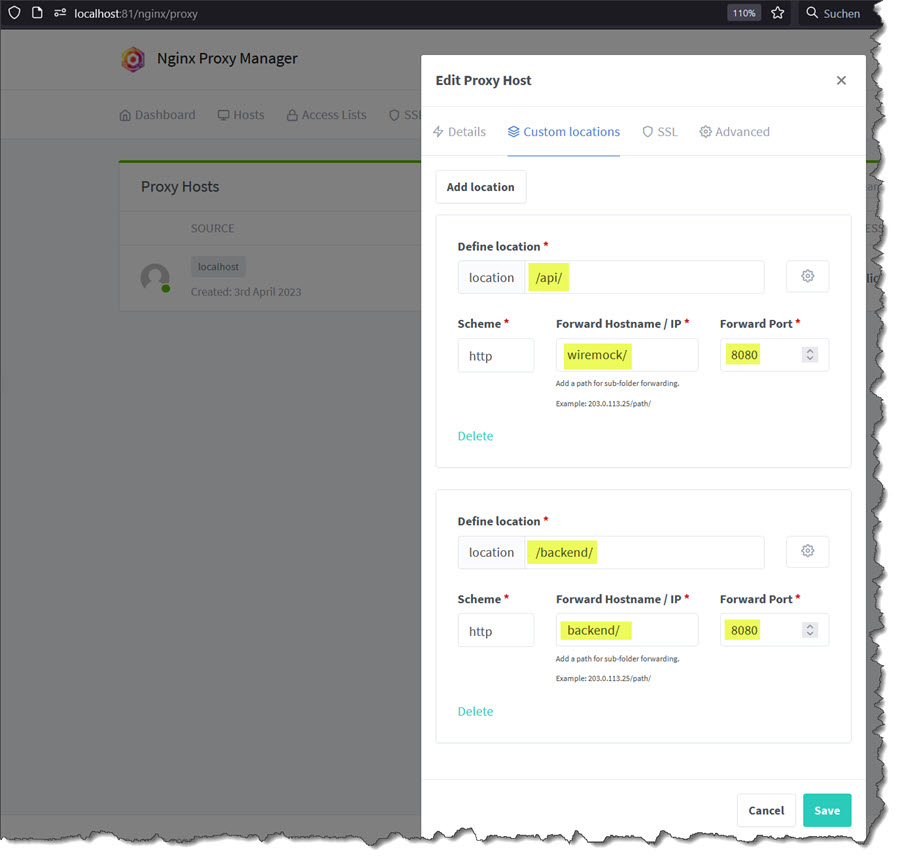 localhost:81/nginx/proxy
110%
Suchen
Nginx Proxy Manager
Dashboard
Hosts
Access Lists
Proxy Hosts
SOURCE
localhost
Created: 3rd April 2023
Edit Proxy Host
Details
Custom locations
SSL
Advanced
Add location
Define location *
location
/api/
Scheme * Forward Hostname / IP * Forward Port *
http wiremock/ 8080
Add a path for sub-folder forwarding.
Example: 203.0.113.25/path/
Delete
Define location *
location
/backend/
Scheme * Forward Hostname / IP * Forward Port *
http backend/ 8080
Add a path for sub-folder forwarding.
Example: 203.0.113.25/path/
Delete
Cancel
Save